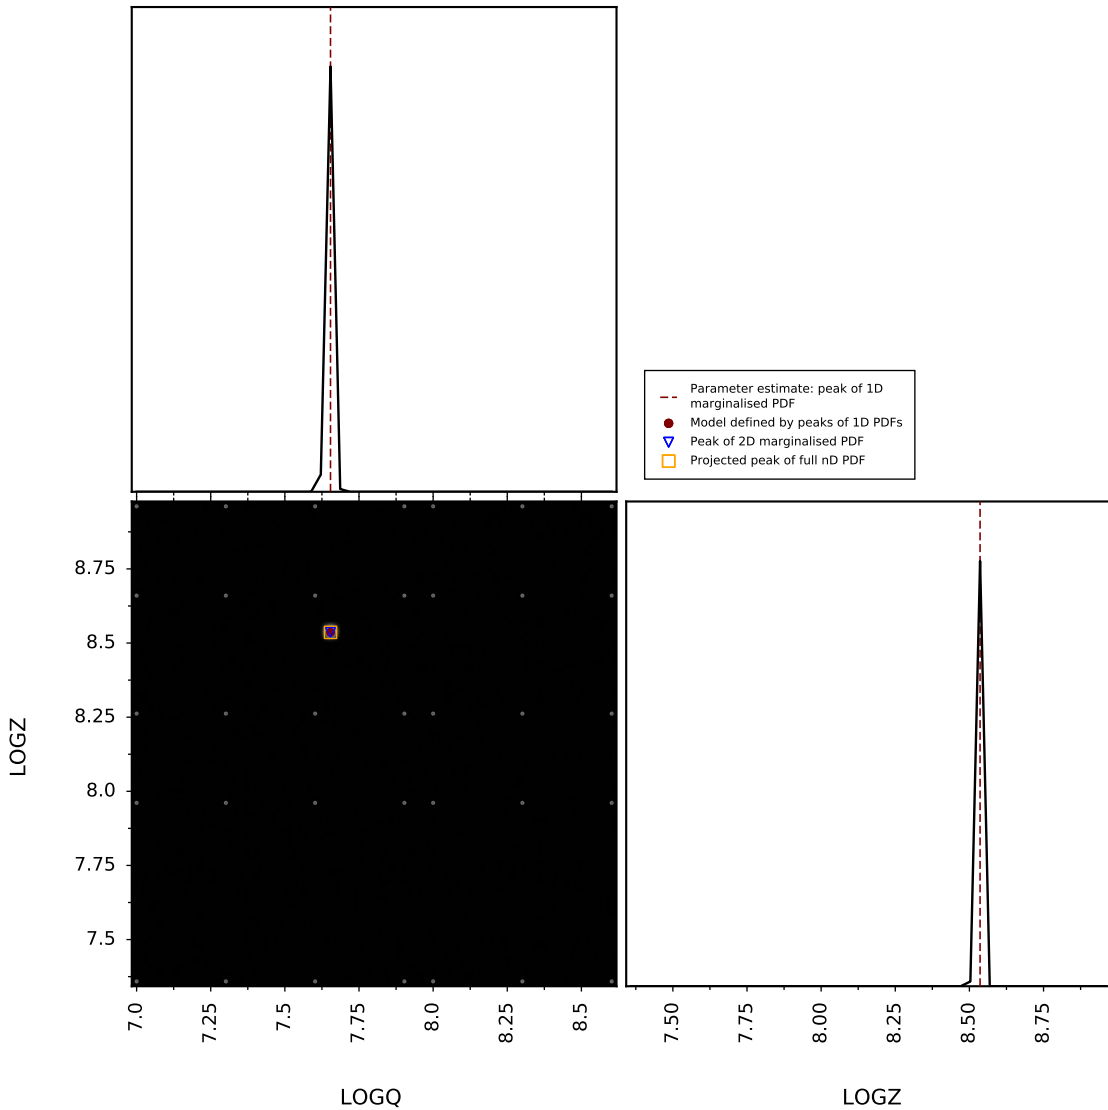 Parameter estimate: peak of 1D
marginalised PDF
Model defined by peaks of 1D PDFs
Peak of 2D marginalised PDF
Projected peak of full nD PDF
8.75
8.5
8.25
8.0
7.75
7.5
LOGZ
7.0 7.25 7.5 7.75 8.0 8.25 8.5
LOGQ
7.50 7.75 8.00 8.25 8.50 8.75
LOGZ